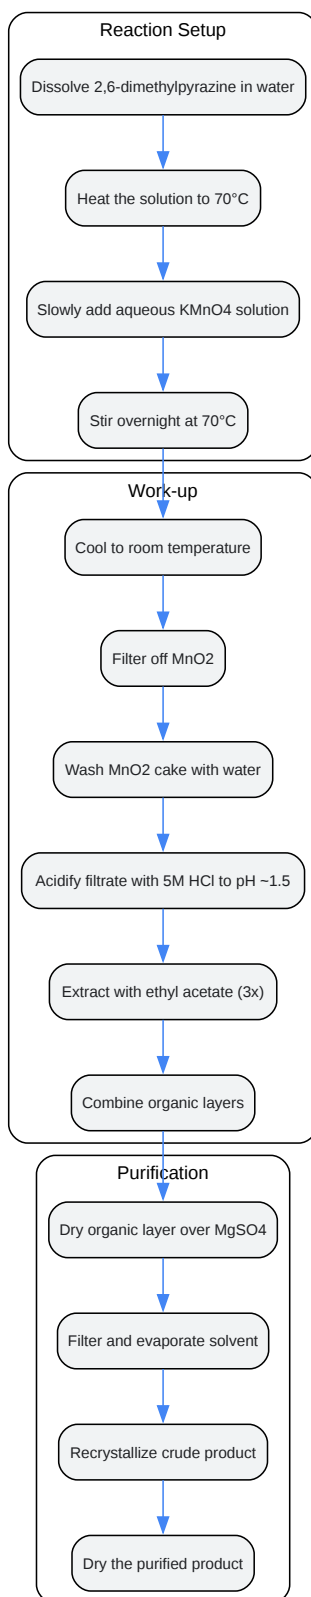 Reaction Setup
Dissolve 2,6-dimethylpyrazine in water
Heat the solution to 70°C
Slowly add aqueous KMnO4 solution
Stir overnight at 70°C
Work-up
Cool to room temperature
Filter off MnO2
Wash MnO2 cake with water
Acidify filtrate with 5M HCl to pH ~1.5
Extract with ethyl acetate (3x)
Combine organic layers
Purification
Dry organic layer over MgSO4
Filter and evaporate solvent
Recrystallize crude product
Dry the purified product